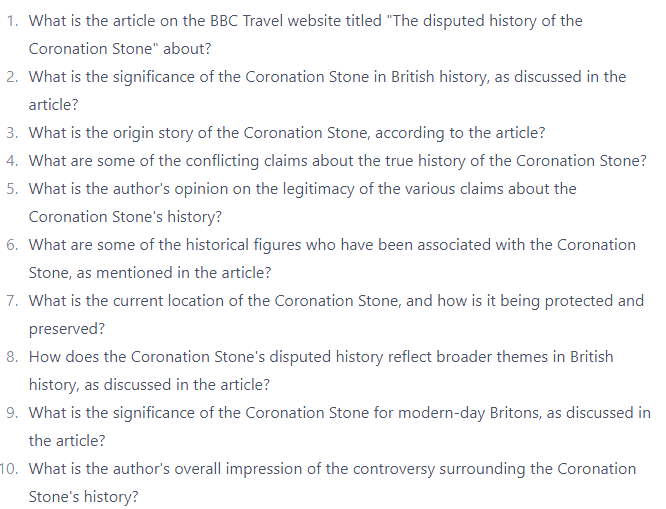 1. What is the article on the BBC Travel website titled "The disputed history of the
Coronation Stone" about?
2. What is the significance of the Coronation Stone in British history, as discussed in the
article?
3. What is the origin story of the Coronation Stone, according to the article?
4. What are some of the conflicting claims about the true history of the Coronation Stone?
5. What is the author's opinion on the legitimacy of the various claims about the
Coronation Stone's history?
6. What are some of the historical figures who have been associated with the Coronation
Stone, as mentioned in the article?
7. What is the current location of the Coronation Stone, and how is it being protected and
preserved?
8. How does the Coronation Stone's disputed history reflect broader themes in British
history, as discussed in the article?
9. What is the significance of the Coronation Stone for modern-day Britons, as discussed in
the article?
10. What is the author's overall impression of the controversy surrounding the Coronation
Stone's history?